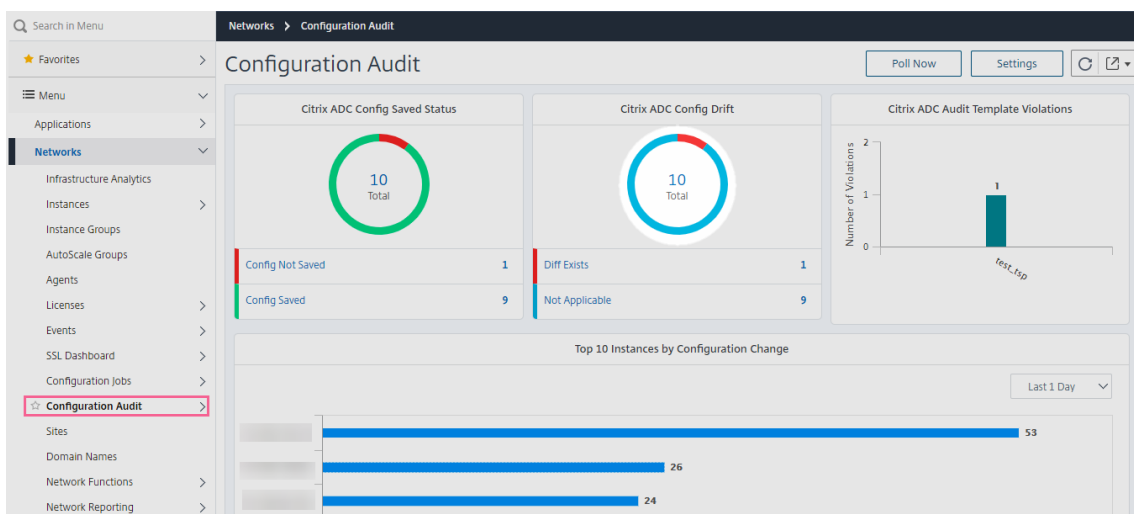 Search in Menu
Networks > Configuration Audit
Favorites
Configuration Audit
Poll Now
Settings
Menu
Applications
Networks
Infrastructure Analytics
Instances
Instance Groups
AutoScale Groups
Agents
Licenses
Events
SSL Dashboard
Configuration Jobs
Configuration Audit
Sites
Domain Names
Network Functions
Network Reporting
Citrix ADC Config Saved Status
10
Total
Config Not Saved 1
Config Saved 9
Citrix ADC Config Drift
10
Total
Diff Exists 1
Not Applicable 9
Citrix ADC Audit Template Violations
Number of Violations
2
1
0
1
test_tsp
Top 10 Instances by Configuration Change
Last 1 Day
53
26
24